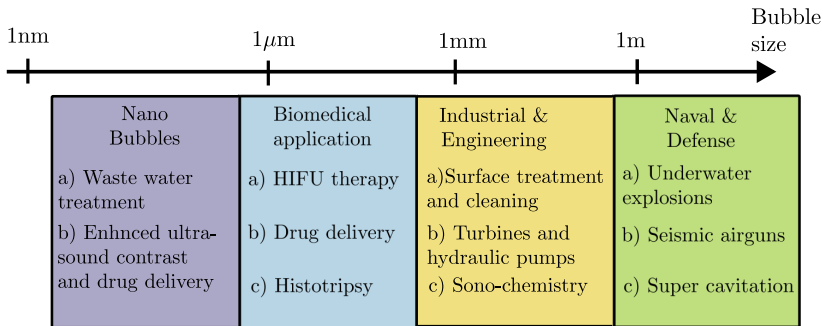 1nm
1μm
1mm
1m
Bubble
size
Nano
Bubbles
a) Waste water
treatment
b) Enhnced ultra-
sound contrast
and drug delivery
Biomedical
application
a) HIFU therapy
b) Drug delivery
c) Histotripsy
Industrial &
Engineering
a)Surface treatment
and cleaning
b) Turbines and
hydraulic pumps
c) Sono-chemistry
Naval &
Defense
a) Underwater
explosions
b) Seismic airguns
c) Super cavitation